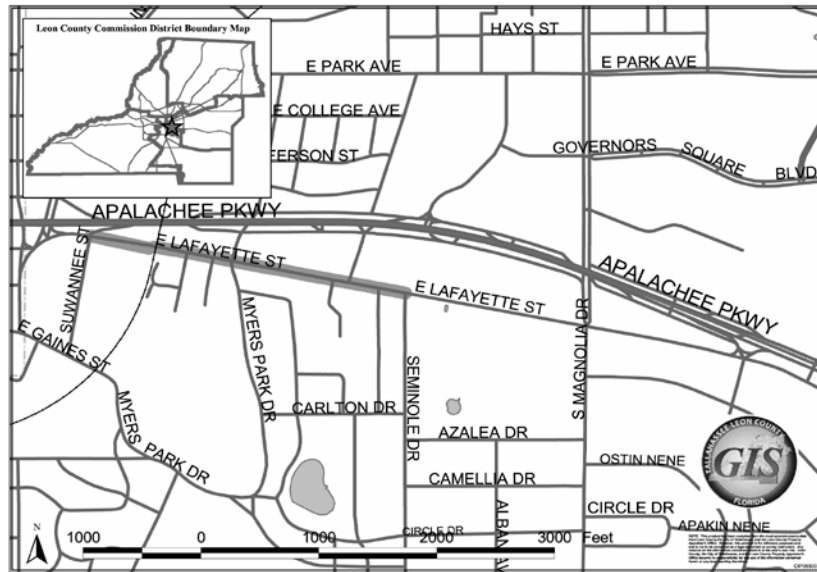 Leon County Commission District Boundary Map
HAYS ST
E PARK AVE
E PARK AVE
E COLLEGE AVE
FERSON ST
GOVERNORS SQUARE BLVD
APALACHEE PKWY
E LAFAYETTE ST
SUWANNEE ST
E LAFAYETTE ST
APALACHEE PKWY
E GAINES ST
MYERS PARK DR
SEMINOLE DR
S MAGNOLIA DR
MYERS PARK DR
CARLTON DR
AZALEA DR
CAMELLIA DR
OSTIN NENE
TALLAHASSEE-LEON COUNTY
GIS
FLORIDA
CIRCLE DR
CIRCLE DR
APAKIN NENE
N
1000 0 1000 2000 3000 Feet